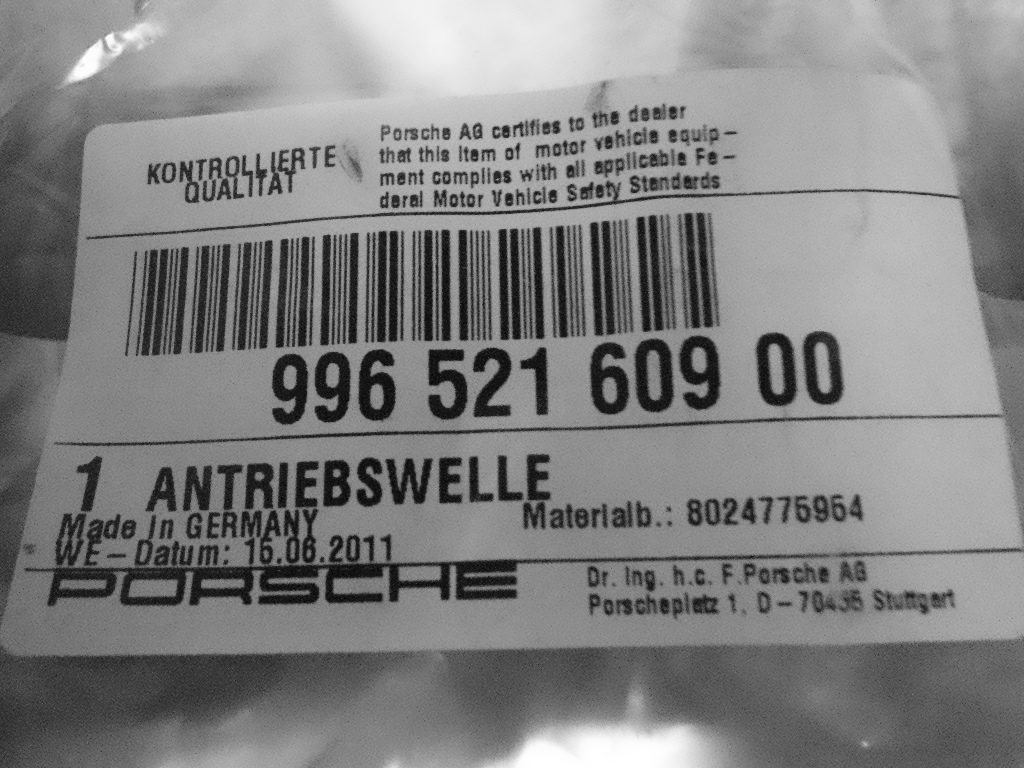 KONTROLLIERTE
QUALITÄT
Porsche AG certifies to the dealer
that this item of motor vehicle equip-
ment complies with all applicable Fe-
deral Motor Vehicle Safety Standards
996 521 609 00
1 ANTRIEBSWELLE
Made in GERMANY
Materialb.: 8024775954
WE-Datum: 15.06.2011
PORSCHE
Dr. Ing. h.c. F.Porsche AG
Porscheplatz 1, D-70435 Stuttgart